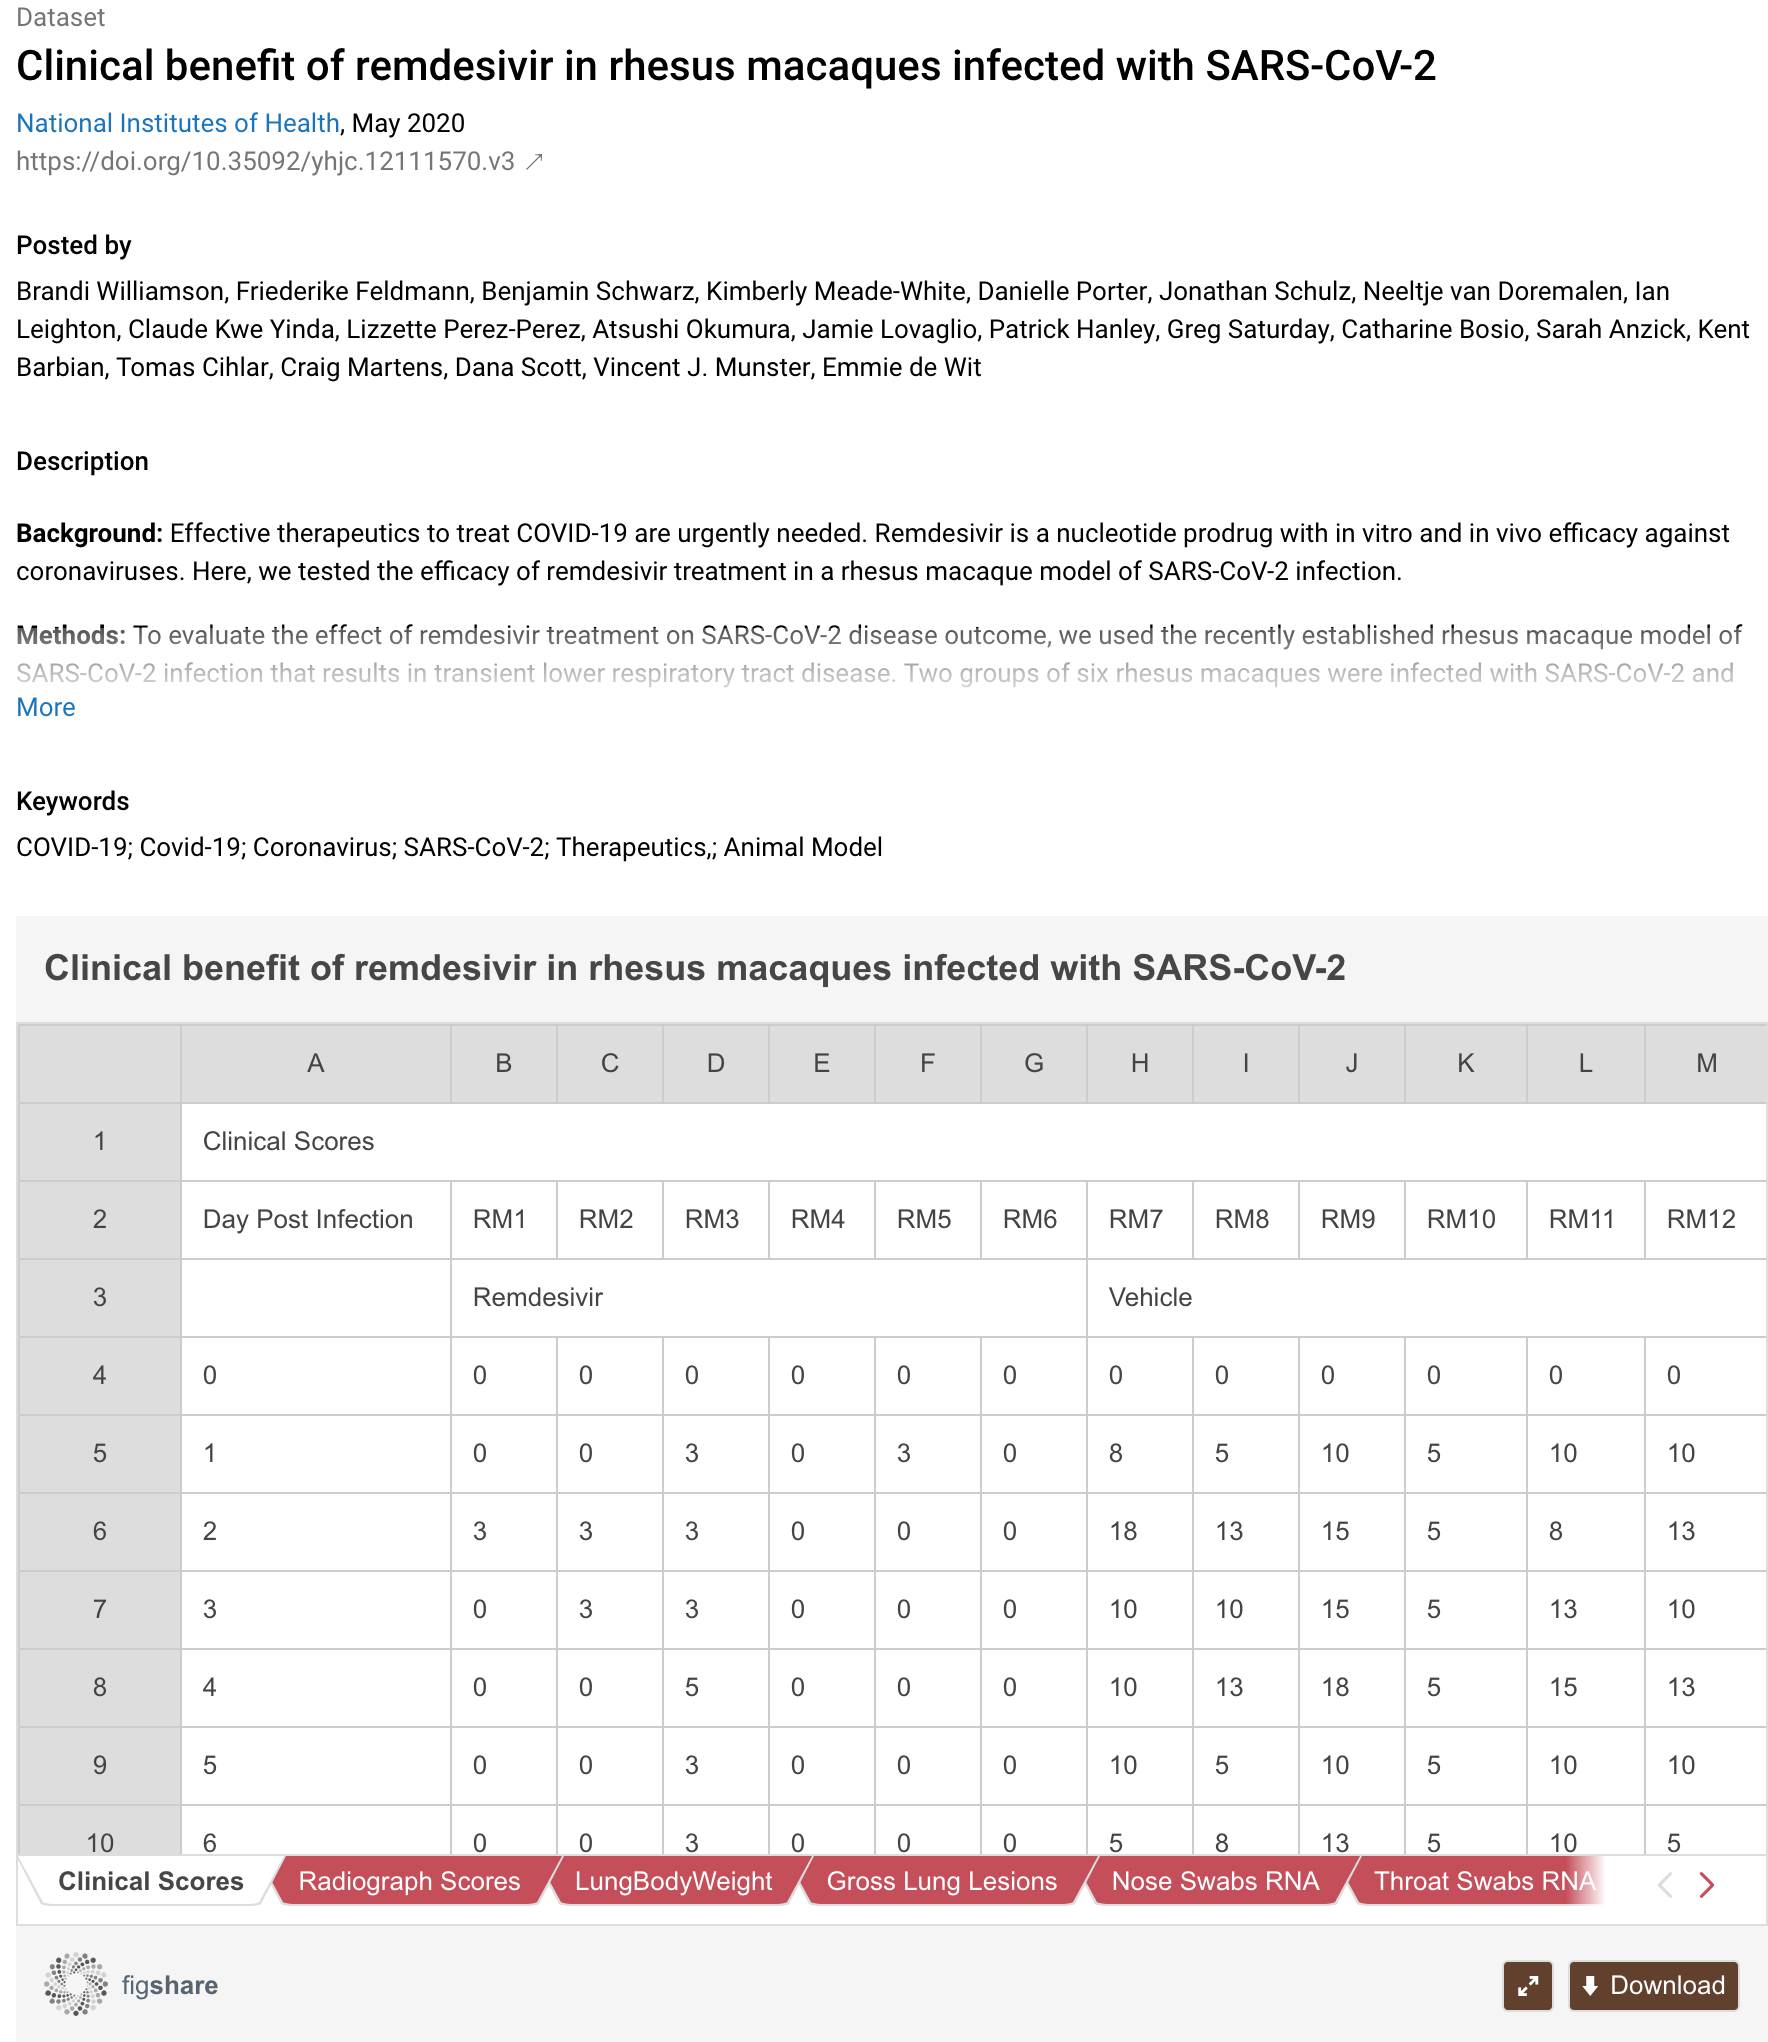 Dataset
Clinical benefit of remdesivir in rhesus macaques infected with SARS-CoV-2
National Institutes of Health, May 2020
https://doi.org/10.35092/yhjc.12111570.v3 ↗
Posted by
Brandi Williamson, Friederike Feldmann, Benjamin Schwarz, Kimberly Meade-White, Danielle Porter, Jonathan Schulz, Neeltje van Doremalen, Ian
Leighton, Claude Kwe Yinda, Lizzette Perez-Perez, Atsushi Okumura, Jamie Lovaglio, Patrick Hanley, Greg Saturday, Catharine Bosio, Sarah Anzick, Kent
Barbian, Tomas Cihlar, Craig Martens, Dana Scott, Vincent J. Munster, Emmie de Wit
Description
Background: Effective therapeutics to treat COVID-19 are urgently needed. Remdesivir is a nucleotide prodrug with in vitro and in vivo efficacy against
coronaviruses. Here, we tested the efficacy of remdesivir treatment in a rhesus macaque model of SARS-CoV-2 infection.
Methods: To evaluate the effect of remdesivir treatment on SARS-CoV-2 disease outcome, we used the recently established rhesus macaque model of
SARS-CoV-2 infection that results in transient lower respiratory tract disease. Two groups of six rhesus macaques were infected with SARS-CoV-2 and
More
Keywords
COVID-19; Covid-19; Coronavirus; SARS-CoV-2; Therapeutics,; Animal Model
Clinical benefit of remdesivir in rhesus macaques infected with SARS-CoV-2
A B C D E F G H I J K L M
1 Clinical Scores
2 Day Post Infection RM1 RM2 RM3 RM4 RM5 RM6 RM7 RM8 RM9 RM10 RM11 RM12
3 Remdesivir Vehicle
4 0 0 0 0 0 0 0 0 0 0 0 0 0
5 1 0 0 3 0 3 0 8 5 10 5 10 10
6 2 3 3 3 0 0 0 18 13 15 5 8 13
7 3 0 3 3 0 0 0 10 10 15 5 13 10
8 4 0 0 5 0 0 0 10 13 18 5 15 13
9 5 0 0 3 0 0 0 10 5 10 5 10 10
10 6 0 0 3 0 0 0 5 8 13 5 10 5
Clinical Scores Radiograph Scores LungBodyWeight Gross Lung Lesions Nose Swabs RNA Throat Swabs RNA
figshare Download